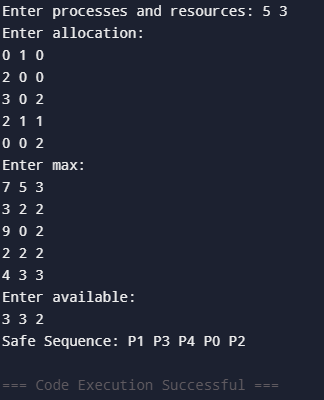 Enter processes and resources: 5 3
Enter allocation:
0 1 0
2 0 0
3 0 2
2 1 1
0 0 2
Enter max:
7 5 3
3 2 2
9 0 2
2 2 2
4 3 3
Enter available:
3 3 2
Safe Sequence: P1 P3 P4 P0 P2
=== Code Execution Successful ===